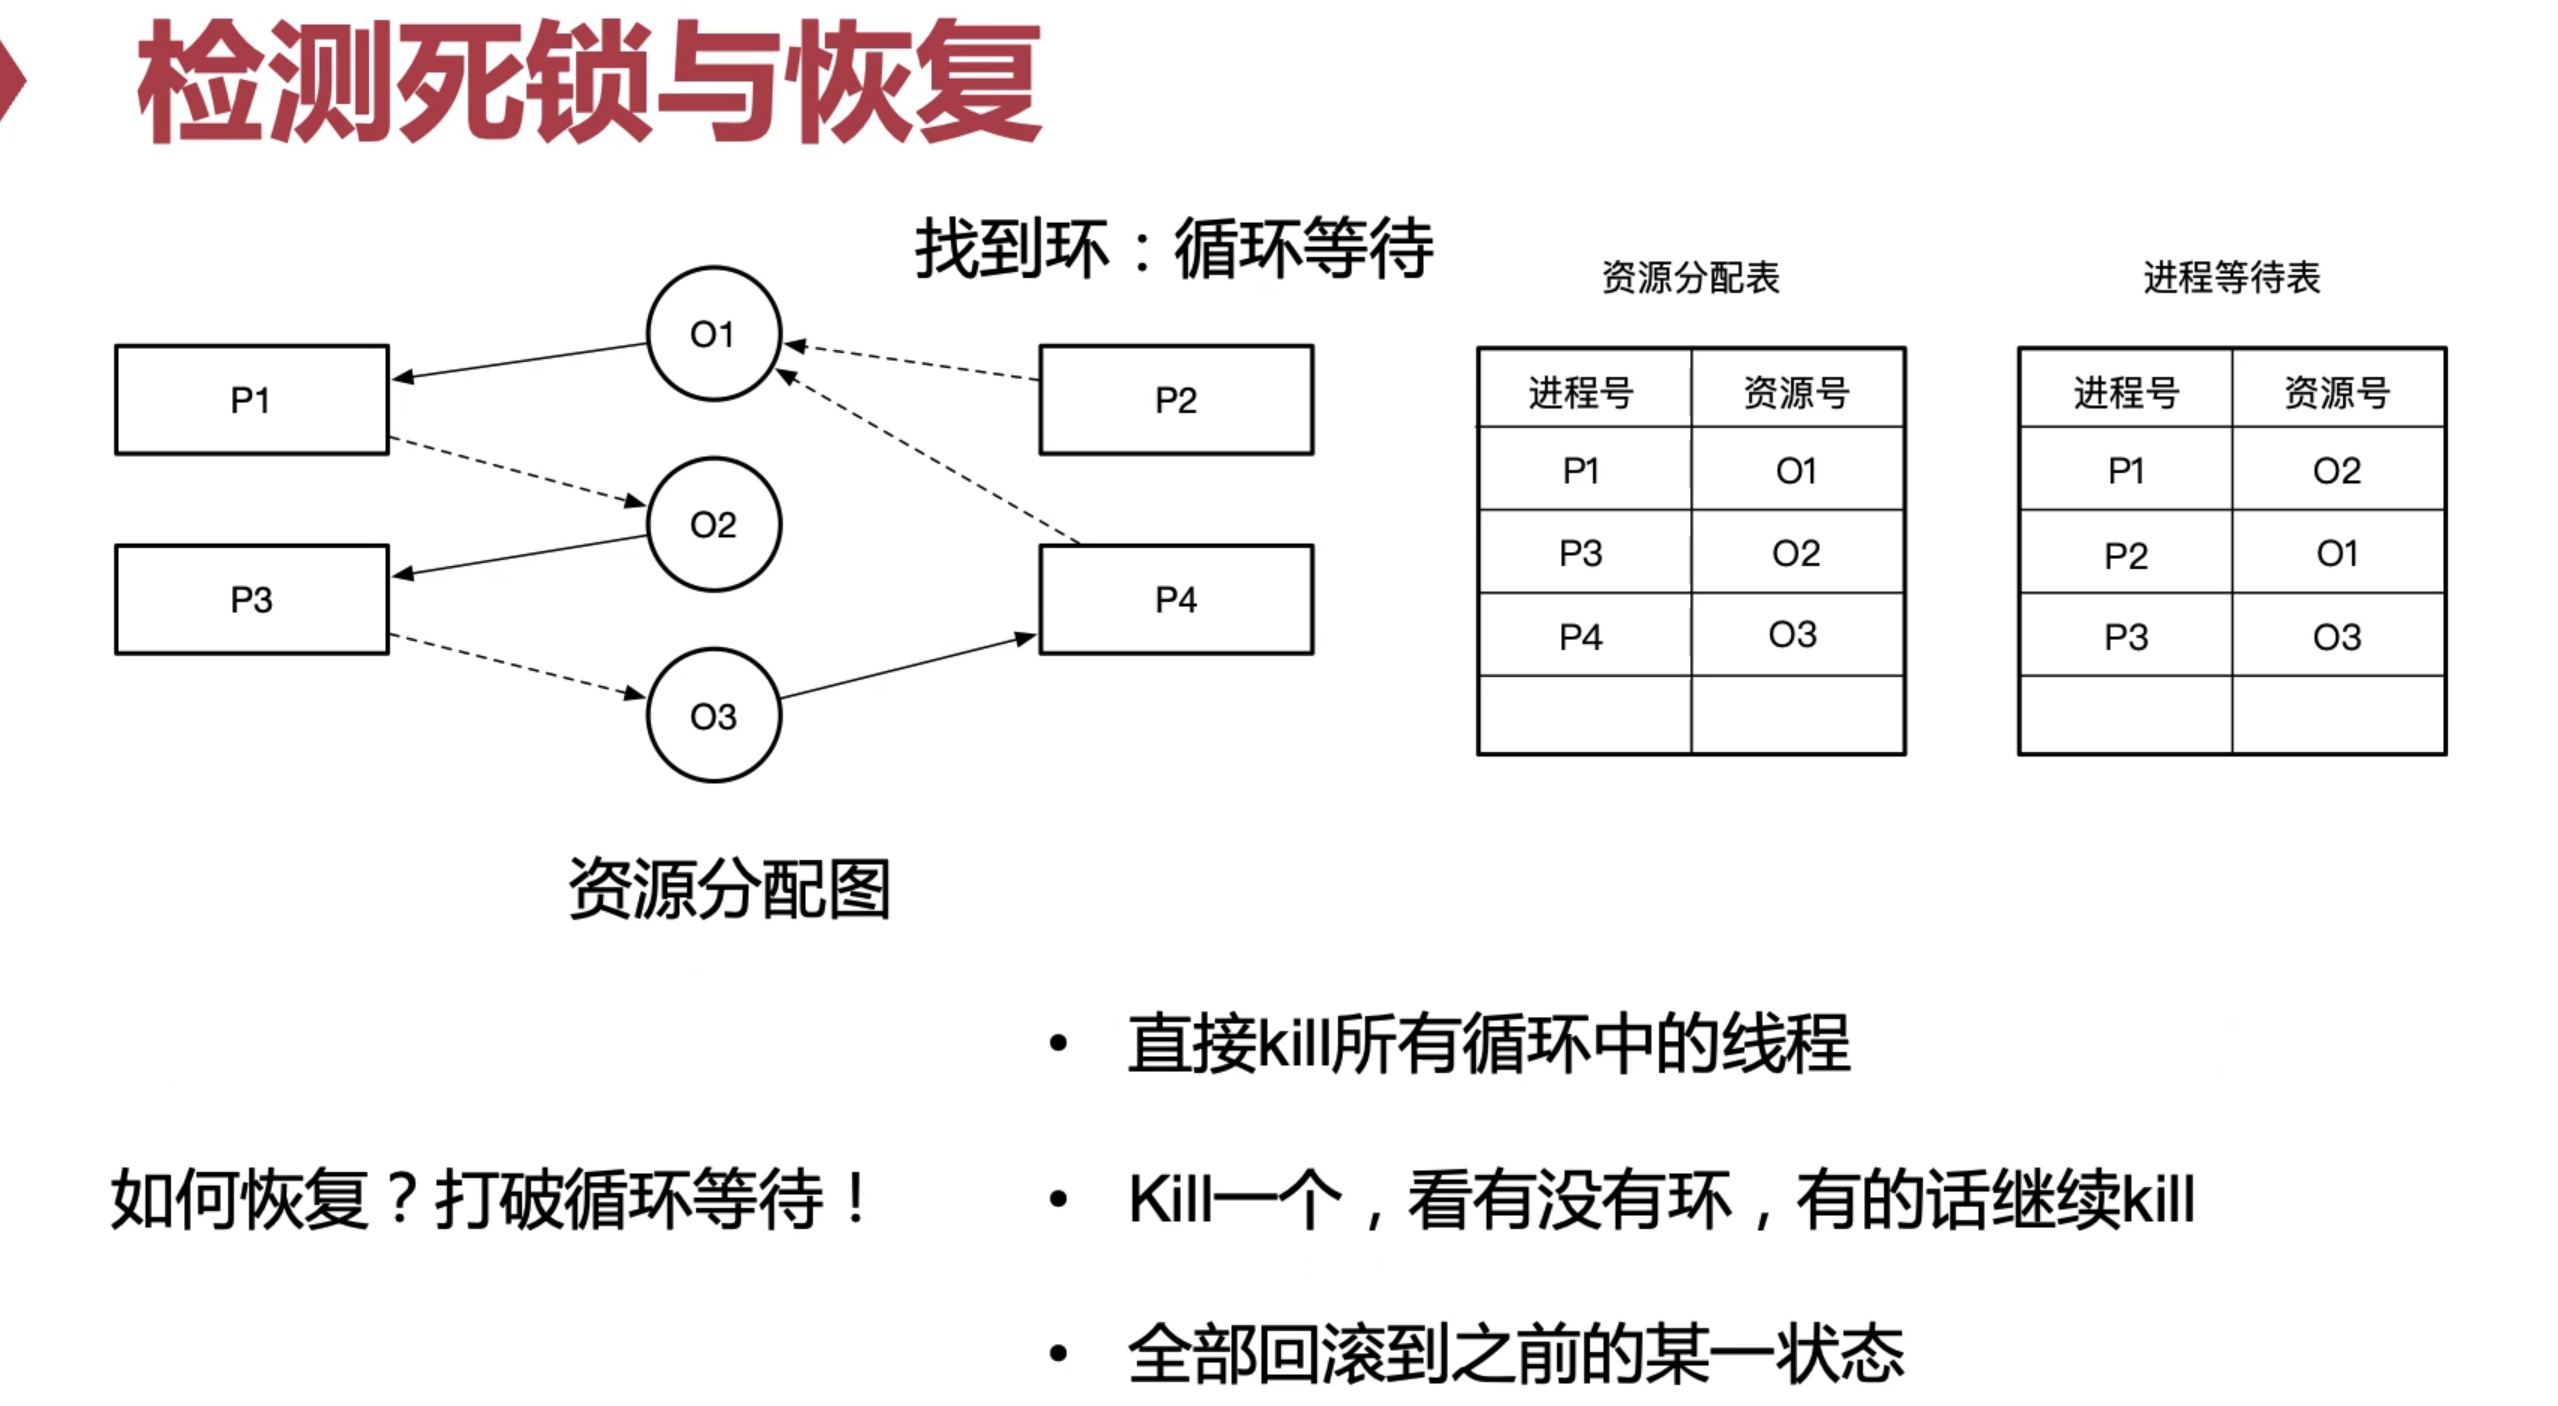 检测死锁与恢复
找到环：循环等待
O1
P1
P2
O2
P3
P4
O3
资源分配图
资源分配表
进程号 资源号
P1 O1
P3 O2
P4 O3
进程等待表
进程号 资源号
P1 O2
P2 O1
P3 O3
如何恢复？打破循环等待！
• 直接kill所有循环中的线程
• Kill一个，看有没有环，有的话继续kill
• 全部回滚到之前的某一状态